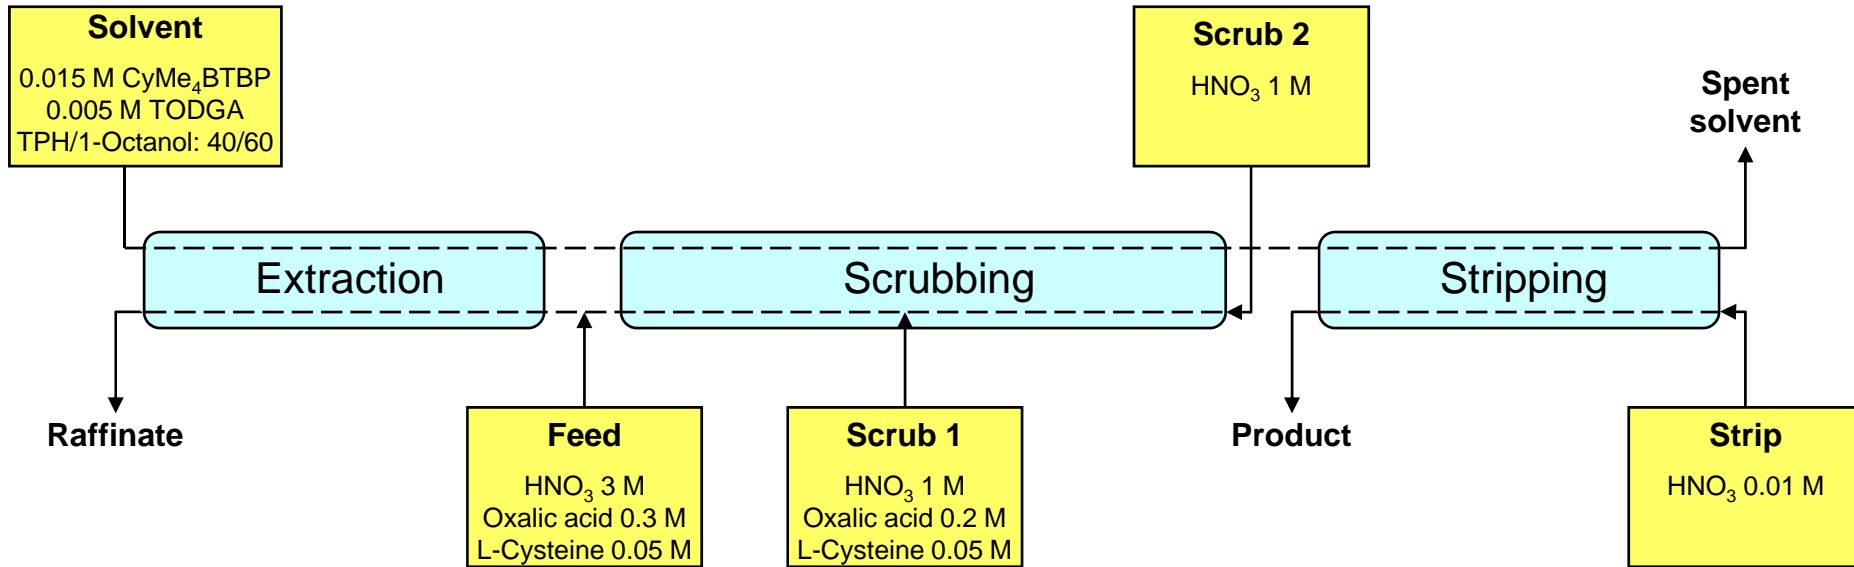 Solvent
0.015 M CyMe₄BTBP
0.005 M TODGA
TPH/1-Octanol: 40/60
Scrub 2
HNO₃ 1 M
Spent
solvent
Extraction
Scrubbing
Stripping
Raffinate
Feed
HNO₃ 3 M
Oxalic acid 0.3 M
L-Cysteine 0.05 M
Scrub 1
HNO₃ 1 M
Oxalic acid 0.2 M
L-Cysteine 0.05 M
Product
Strip
HNO₃ 0.01 M